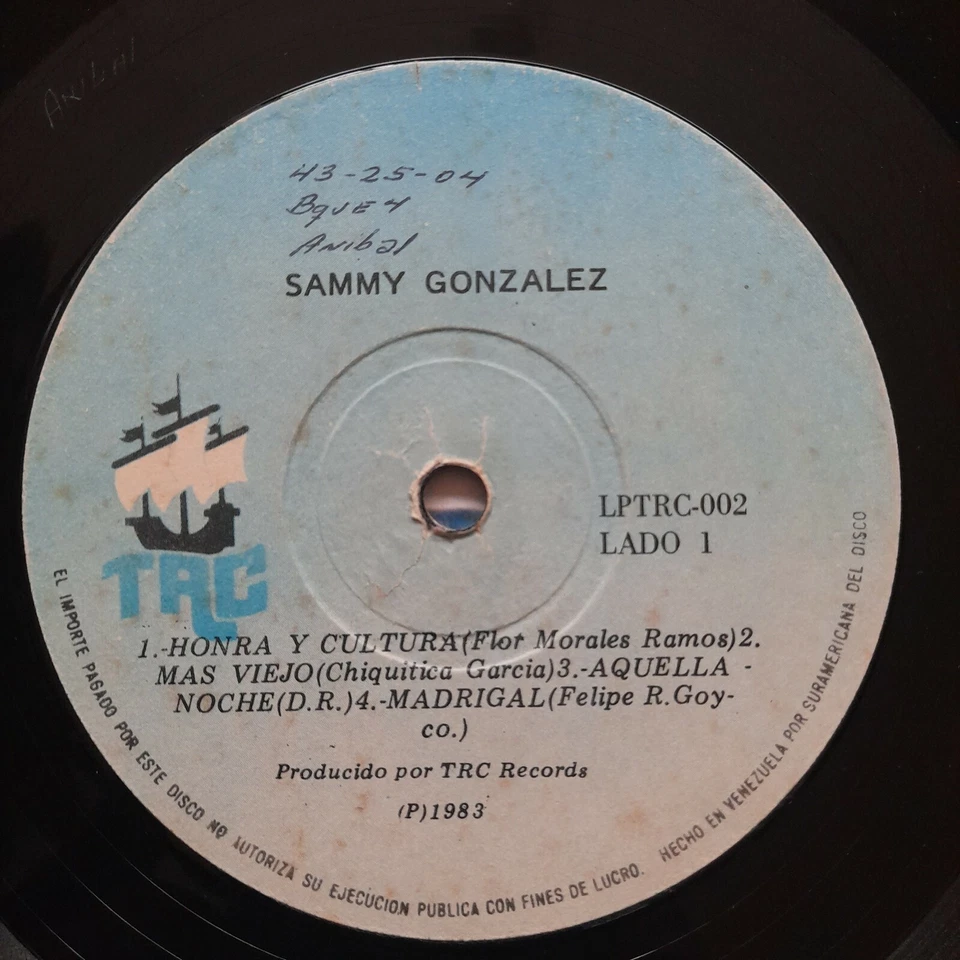 ANIBAL
43-25-04
Bque 4
Anibal
SAMMY GONZALEZ
LPTRC-002
LADO 1
TRC
1.-HONRA Y CULTURA(Flor Morales Ramos)2.
MAS VIEJO(Chiquitica Garcia)3.-AQUELLA -
NOCHE(D.R.)4.-MADRIGAL(Felipe R.Goy-
co.)
Producido por TRC Records
(P)1983
EL IMPORTE PAGADO POR ESTE DISCO NO AUTORIZA SU EJECUCION PUBLICA CON FINES DE LUCRO. HECHO EN VENEZUELA POR SURAMERICANA DEL DISCO